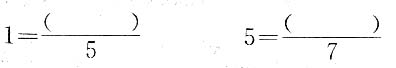 1=(  )/5  5=(  )/7